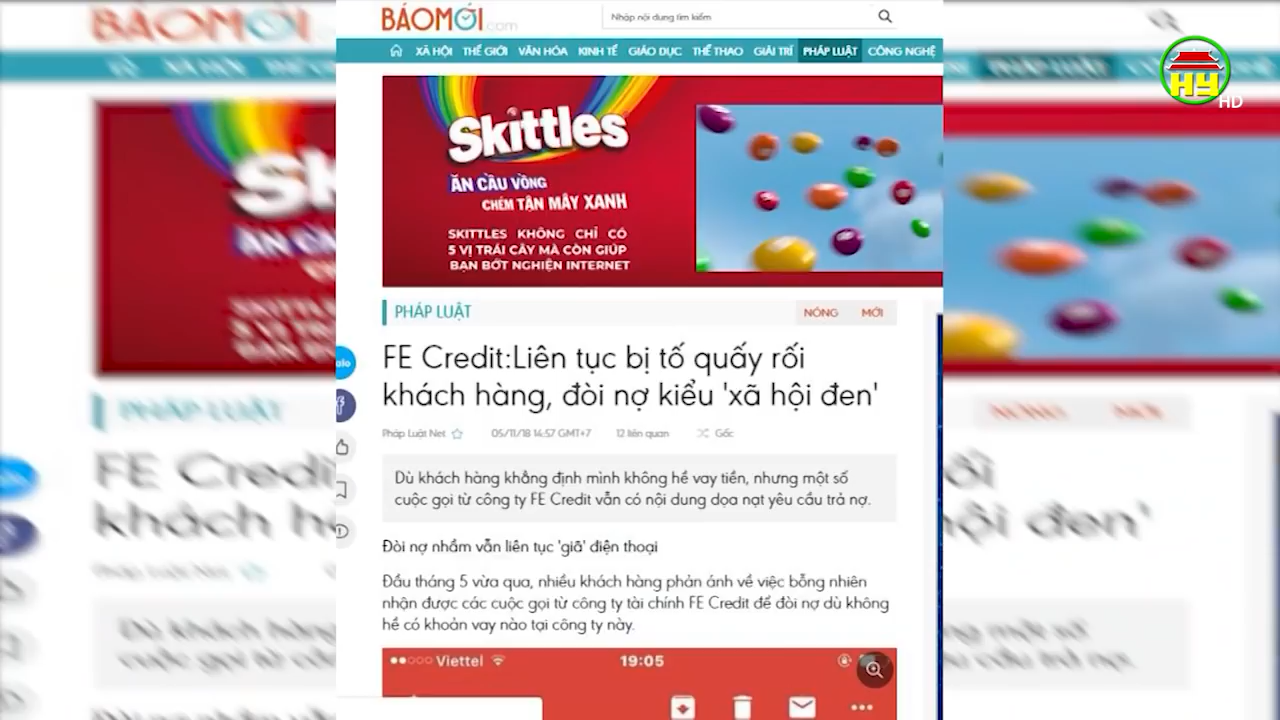 BÁOMỚI.com
Nhập nội dung tìm kiếm
XÃ HỘI THẾ GIỚI VĂN HÓA KINH TẾ GIÁO DỤC THỂ THAO GIẢI TRÍ PHÁP LUẬT CÔNG NGHỆ
HY
HD
Skittles
ĂN CẦU VỒNG
CHÉM TẬN MÂY XANH
SKITTLES KHÔNG CHỈ CÓ
5 VỊ TRÁI CÂY MÀ CÒN GIÚP
BẠN BỚT NGHIỆN INTERNET
PHÁP LUẬT
NÓNG MỚI
FE Credit:Liên tục bị tố quấy rối
khách hàng, đòi nợ kiểu 'xã hội đen'
Pháp Luật Net 05/11/18 14:57 GMT+7 12 liên quan Gốc
Dù khách hàng khẳng định mình không hề vay tiền, nhưng một số
cuộc gọi từ công ty FE Credit vẫn có nội dung dọa nạt yêu cầu trả nợ.
Đòi nợ nhầm vẫn liên tục 'giã' điện thoại
Đầu tháng 5 vừa qua, nhiều khách hàng phản ánh về việc bỗng nhiên
nhận được các cuộc gọi từ công ty tài chính FE Credit để đòi nợ dù không
hề có khoản vay nào tại công ty này.
Viettel 19:05